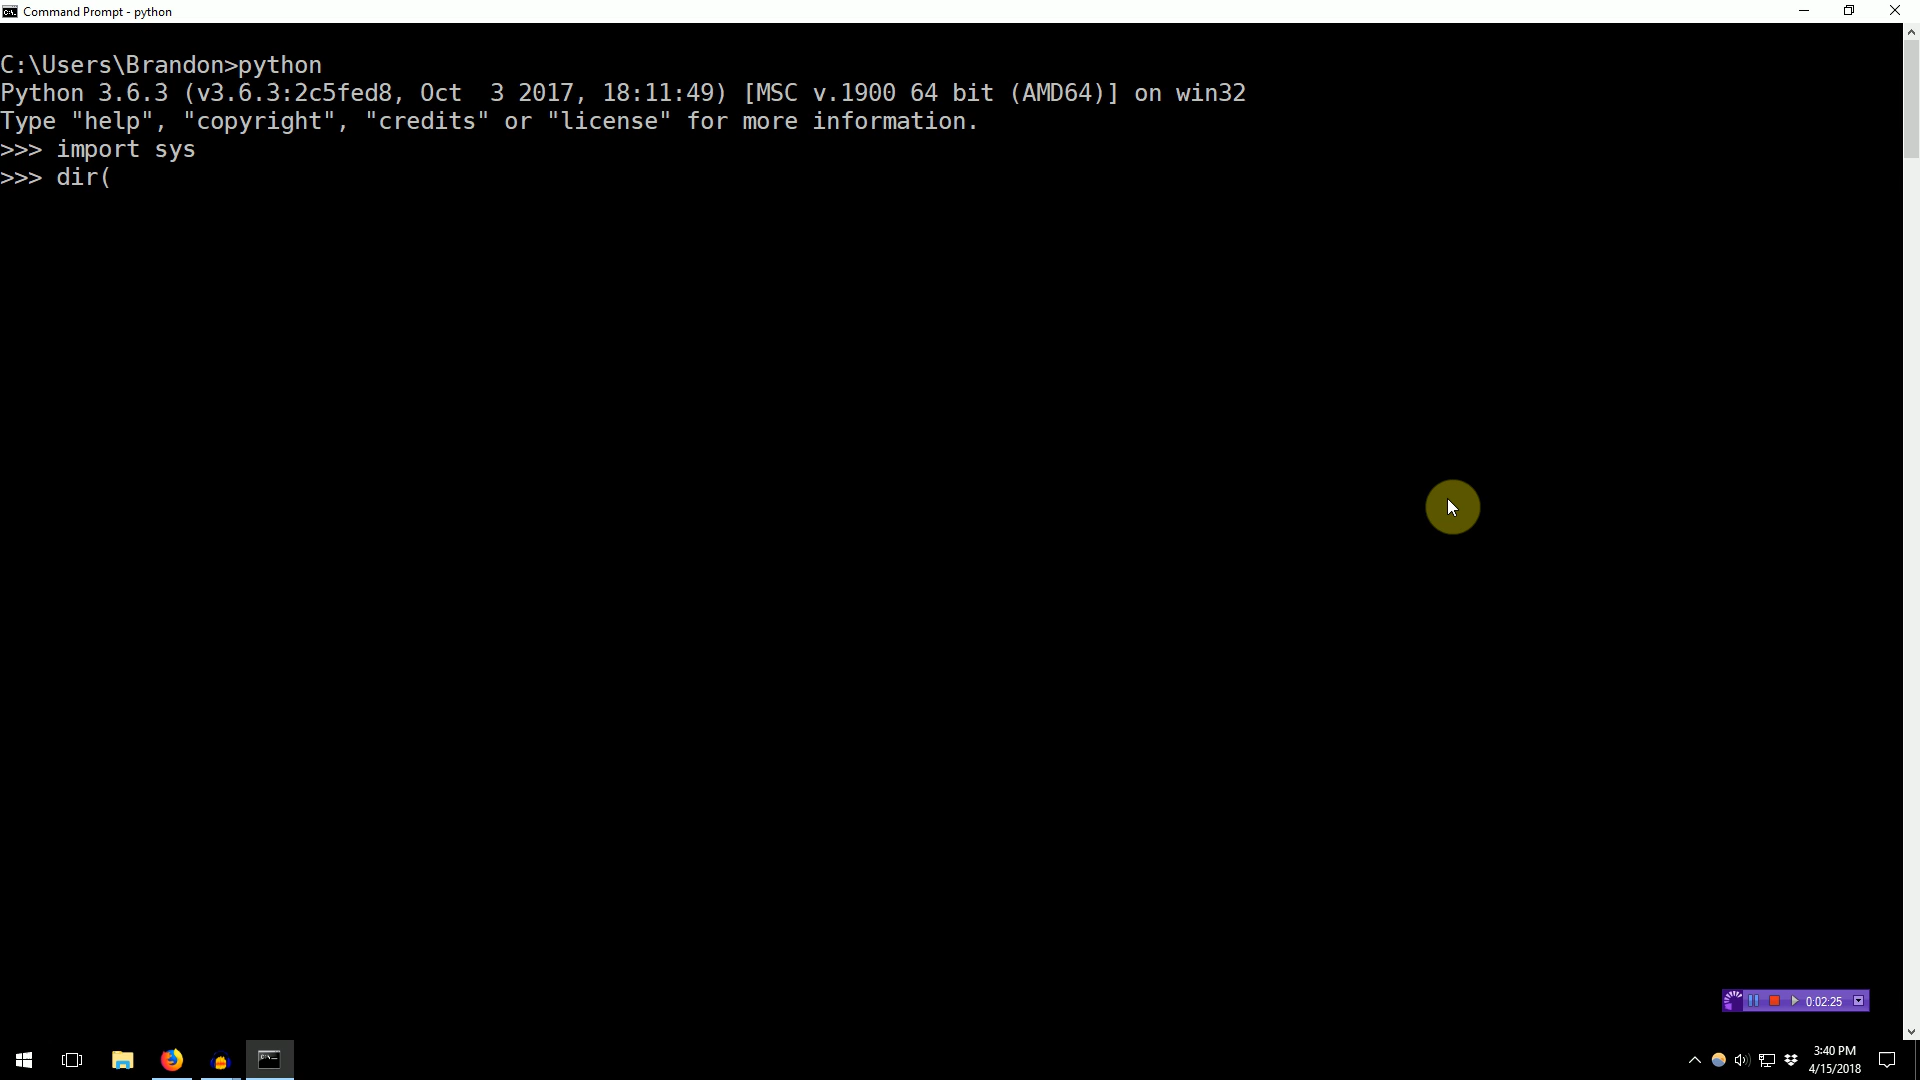 Command Prompt - python
C:\Users\Brandon>python
Python 3.6.3 (v3.6.3:2c5fed8, Oct  3 2017, 18:11:49) [MSC v.1900 64 bit (AMD64)] on win32
Type "help", "copyright", "credits" or "license" for more information.
>>> import sys
>>> dir(
0:02:25
3:40 PM
4/15/2018